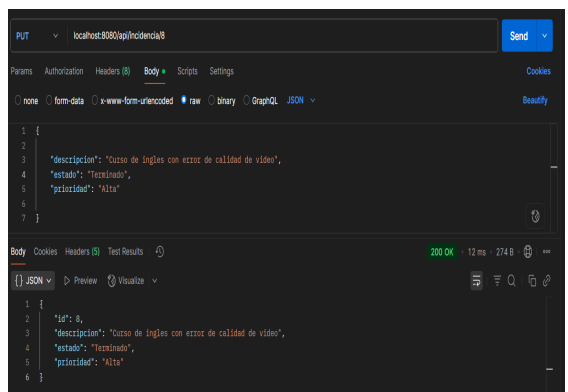 PUT localhost:8080/api/incidencia/8 Send
Params Authorization Headers (8) Body Scripts Settings Cookies
none form-data x-www-form-urlencoded raw binary GraphQL JSON Beautify
1 {
2
3 "descripcion": "Curso de ingles con error de calidad de video",
4 "estado": "Terminado",
5 "prioridad": "Alta"
6
7 }
Body Cookies Headers (5) Test Results 200 OK 12 ms 274 B
{} JSON Preview Visualize
1 {
2 "id": 8,
3 "descripcion": "Curso de ingles con error de calidad de video",
4 "estado": "Terminado",
5 "prioridad": "Alta"
6 }